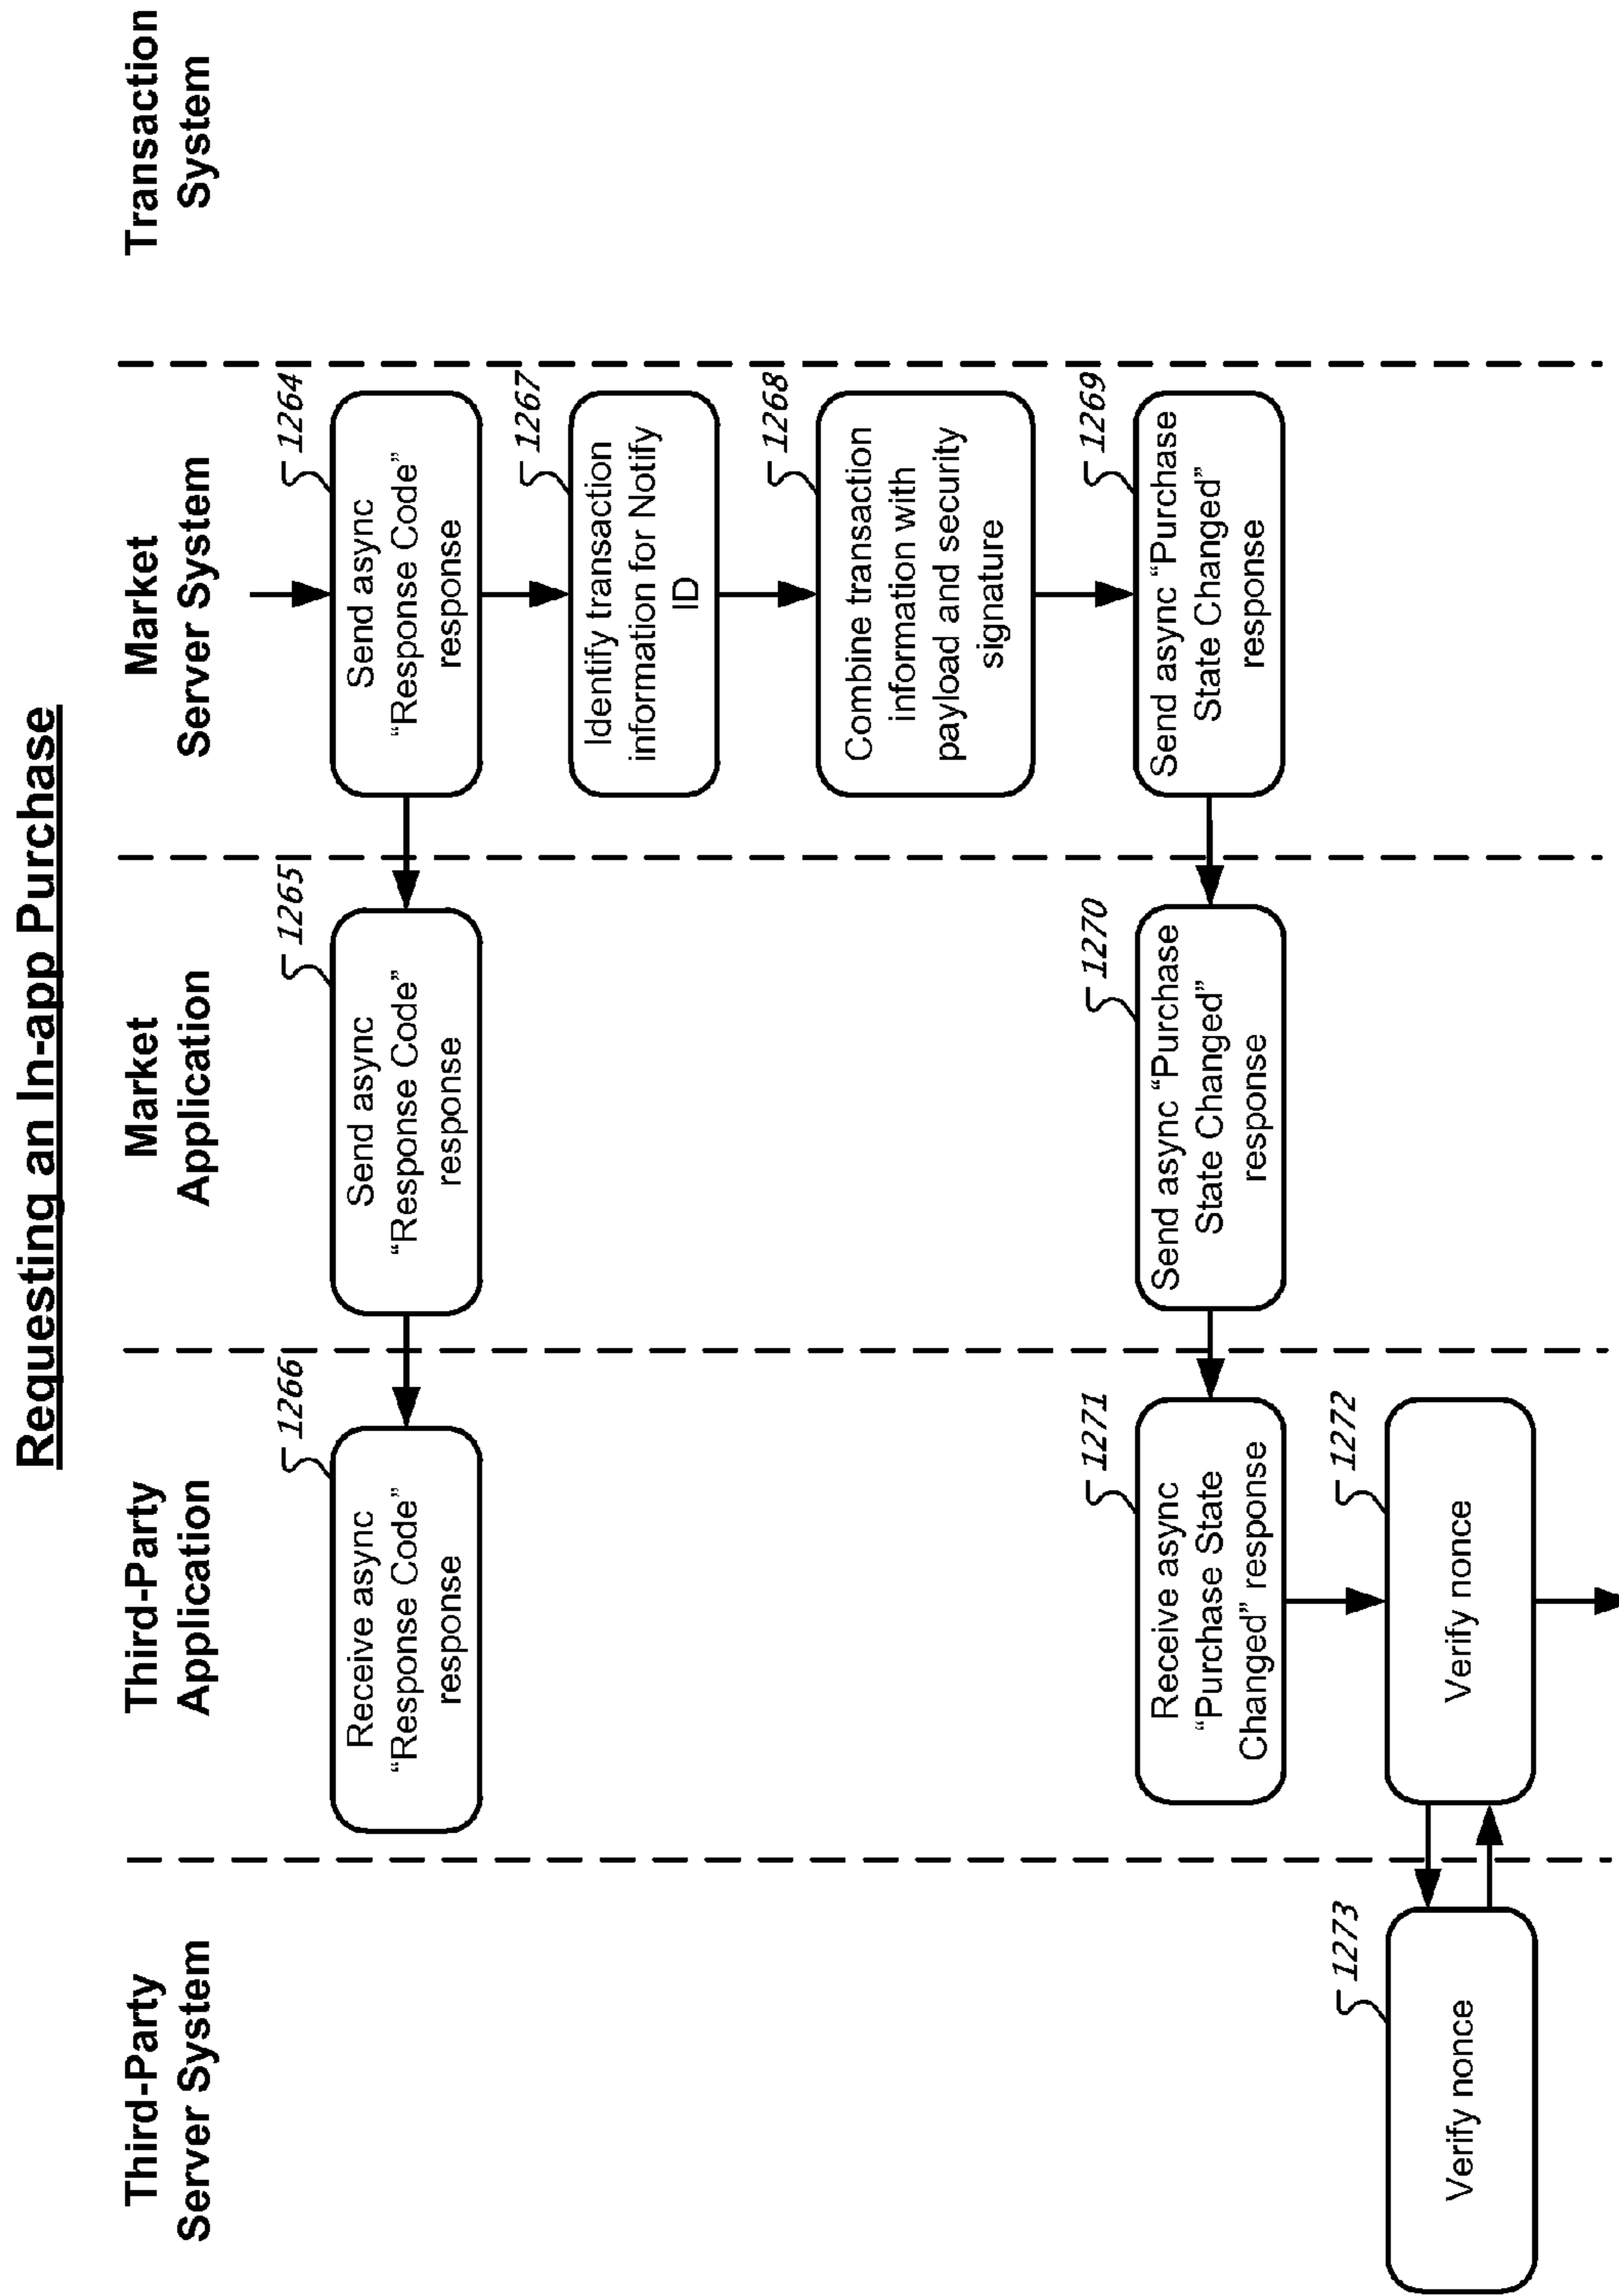 Requesting an In-app Purchase
Third-Party
Server System
Third-Party
Application
Market
Application
Market
Server System
Transaction
System
1266
Receive async
“Response Code”
response
1265
Send async
“Response Code”
response
1264
Send async
“Response Code”
response
1267
Identify transaction
information for Notify
ID
1268
Combine transaction
information with
payload and security
signature
1271
Receive async
“Purchase State
Changed” response
1270
Send async “Purchase
State Changed”
response
1269
Send async “Purchase
State Changed”
response
1273
Verify nonce
1272
Verify nonce